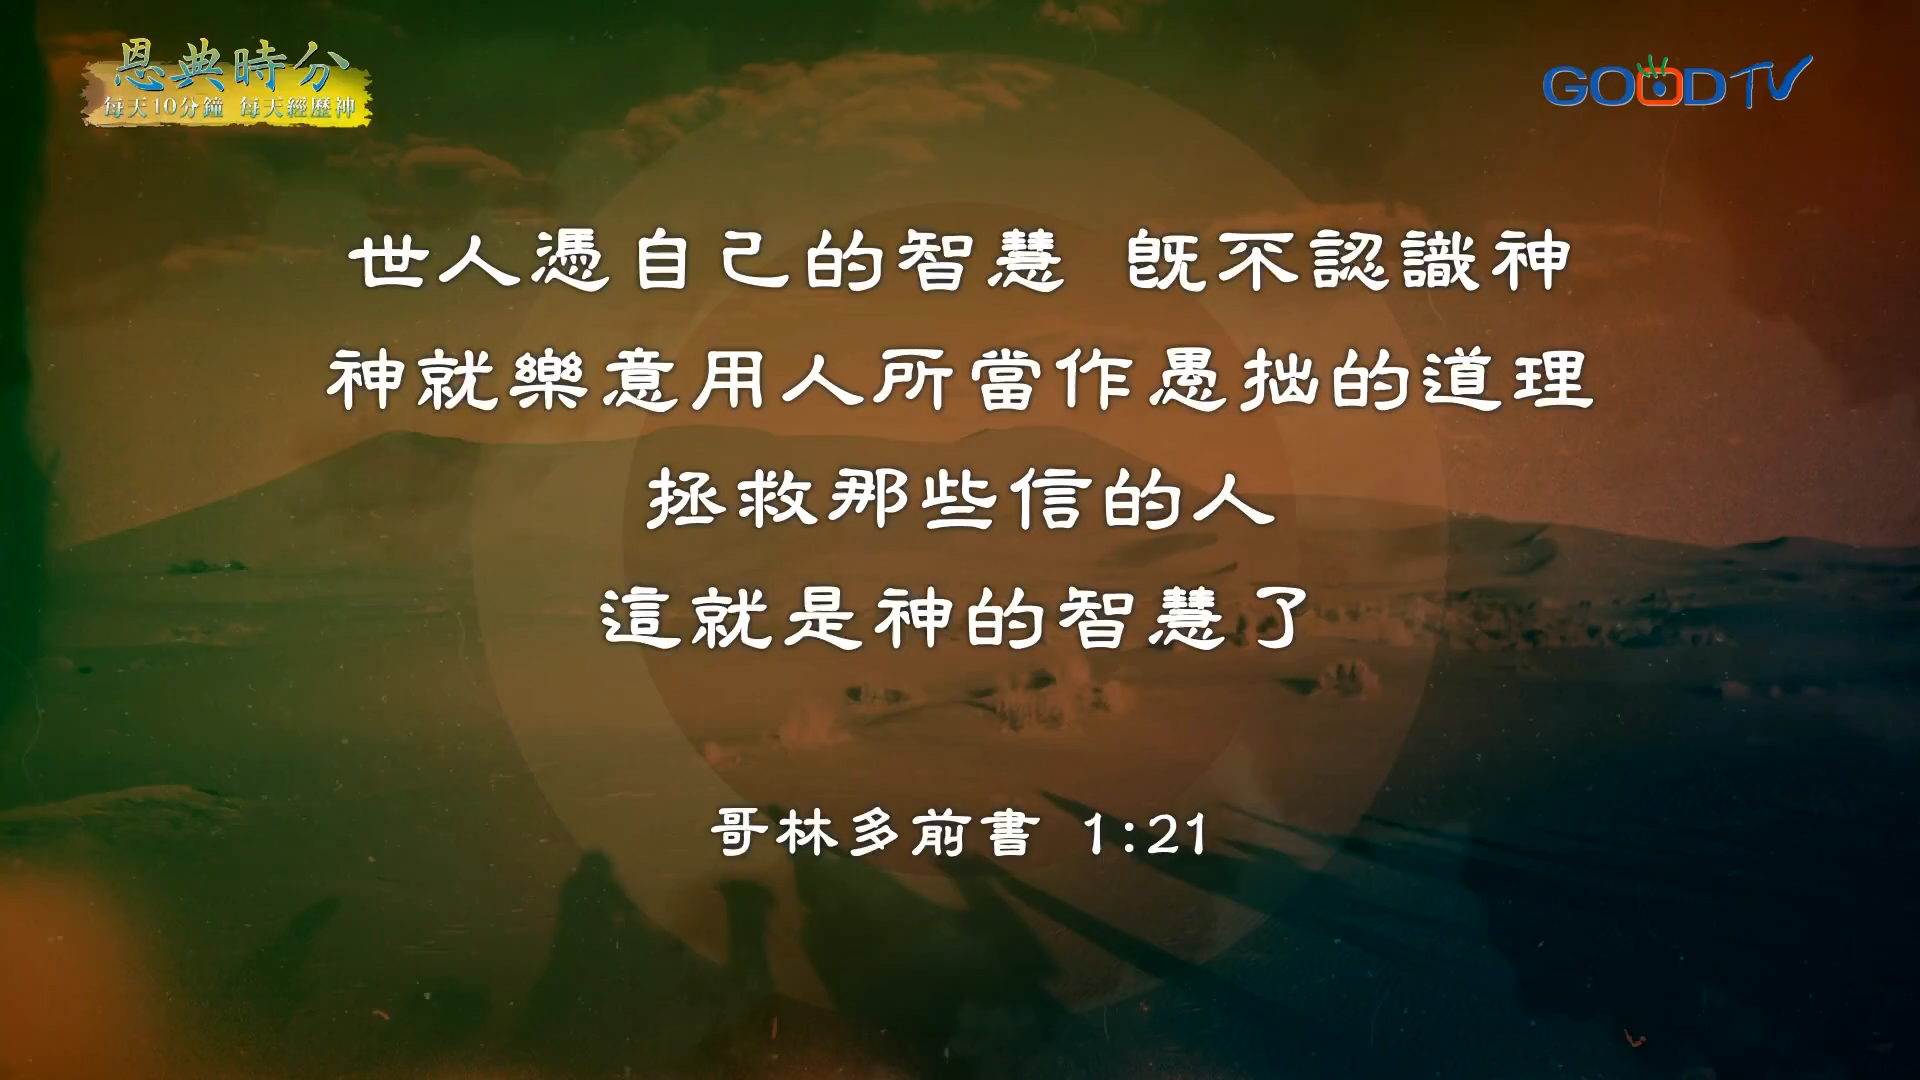 恩典時分
每天10分鐘 每天經歷神
GOODTV
世人憑自己的智慧 既不認識神
神就樂意用人所當作愚拙的道理
拯救那些信的人
這就是神的智慧了
哥林多前書 1:21